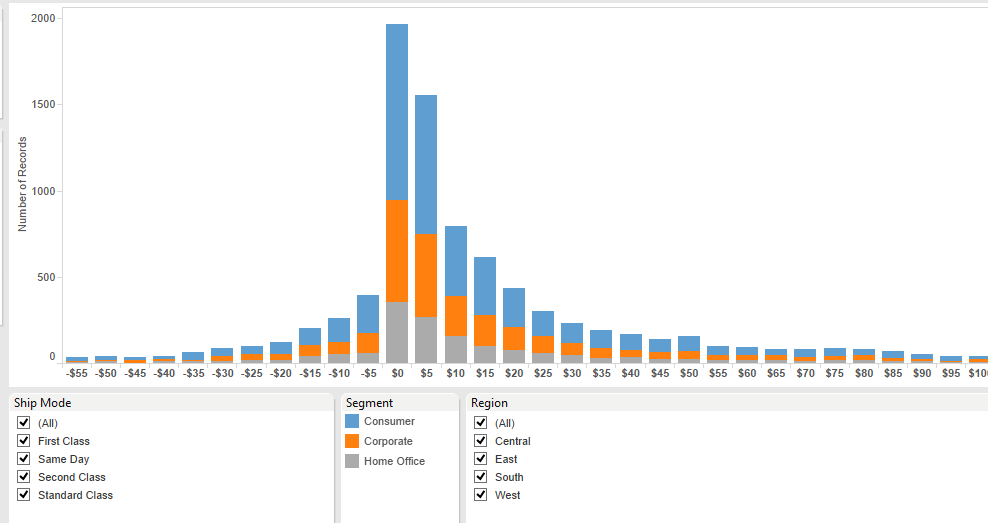 2000
1500
1000
500
0
Number of Records
-$55 -$50 -$45 -$40 -$35 -$30 -$25 -$20 -$15 -$10 -$5 $0 $5 $10 $15 $20 $25 $30 $35 $40 $45 $50 $55 $60 $65 $70 $75 $80 $85 $90 $95
Ship Mode
(All)
First Class
Same Day
Second Class
Standard Class
Segment
Consumer
Corporate
Home Office
Region
(All)
Central
East
South
West